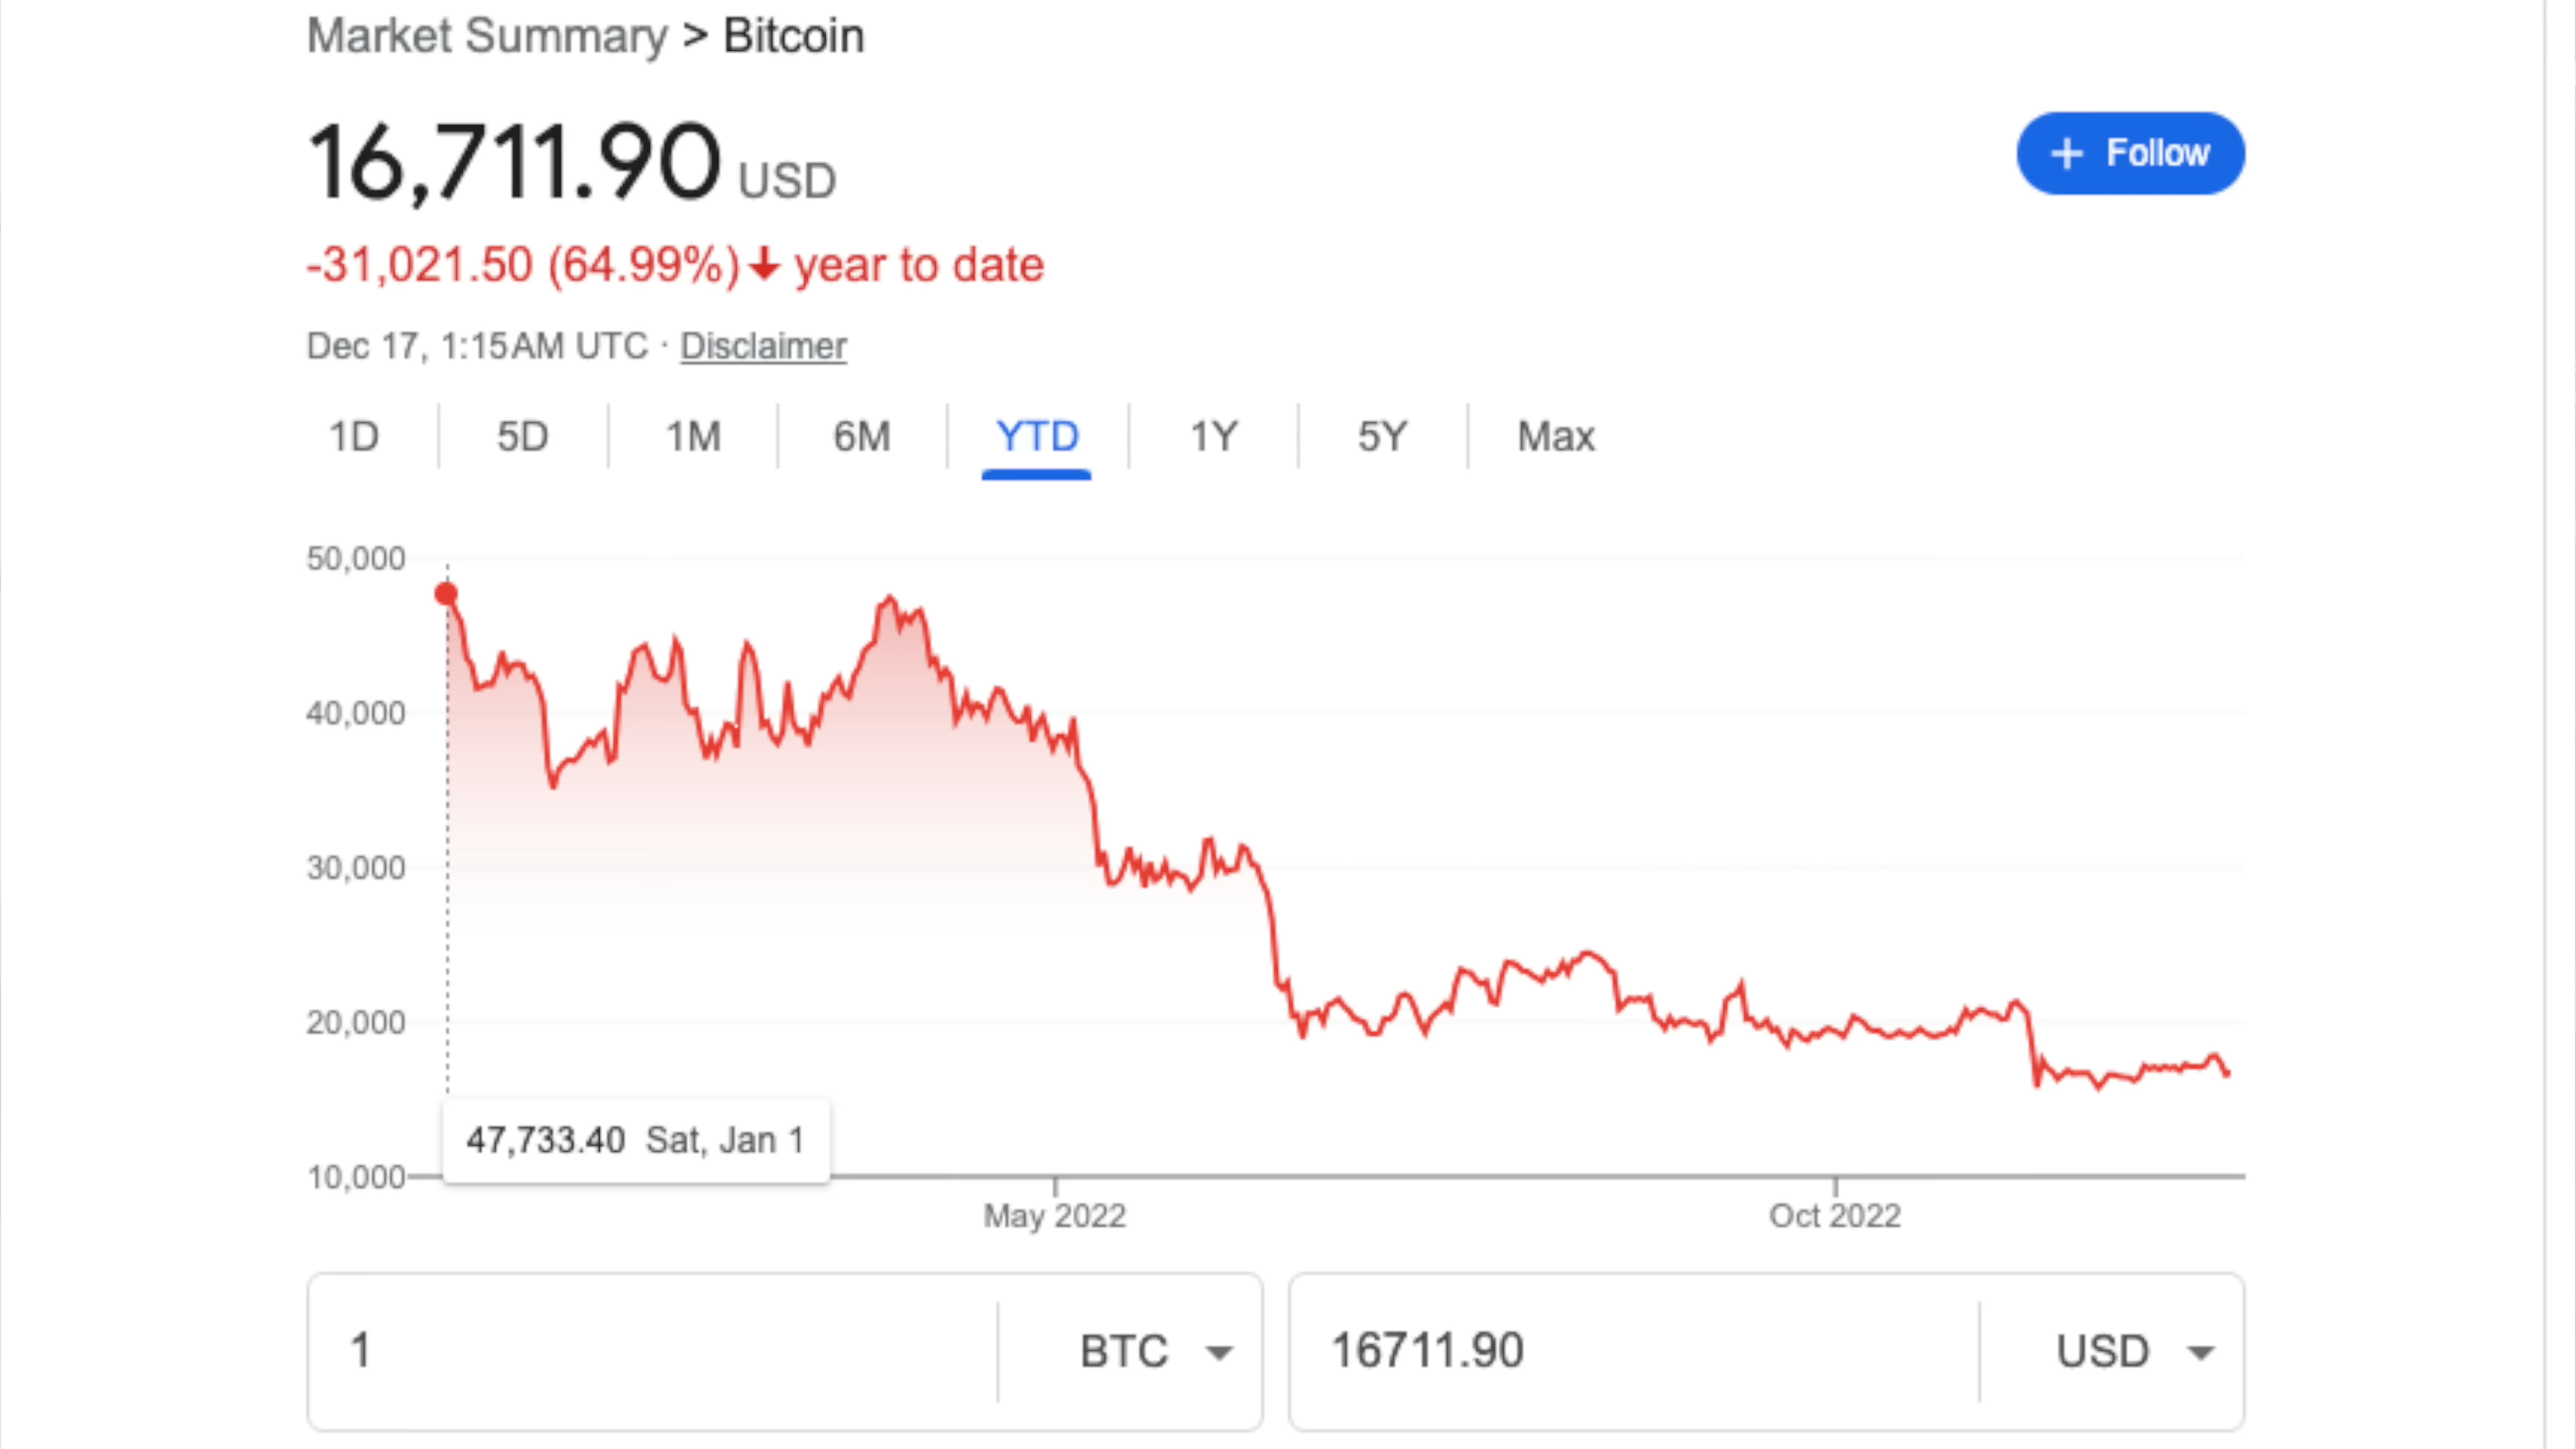 Market Summary > Bitcoin
16,711.90 USD
+ Follow
-31,021.50 (64.99%)↓ year to date
Dec 17, 1:15AM UTC · Disclaimer
1D 5D 1M 6M YTD 1Y 5Y Max
50,000
40,000
30,000
20,000
47,733.40 Sat, Jan 1
10,000
May 2022 Oct 2022
1 BTC 16711.90 USD